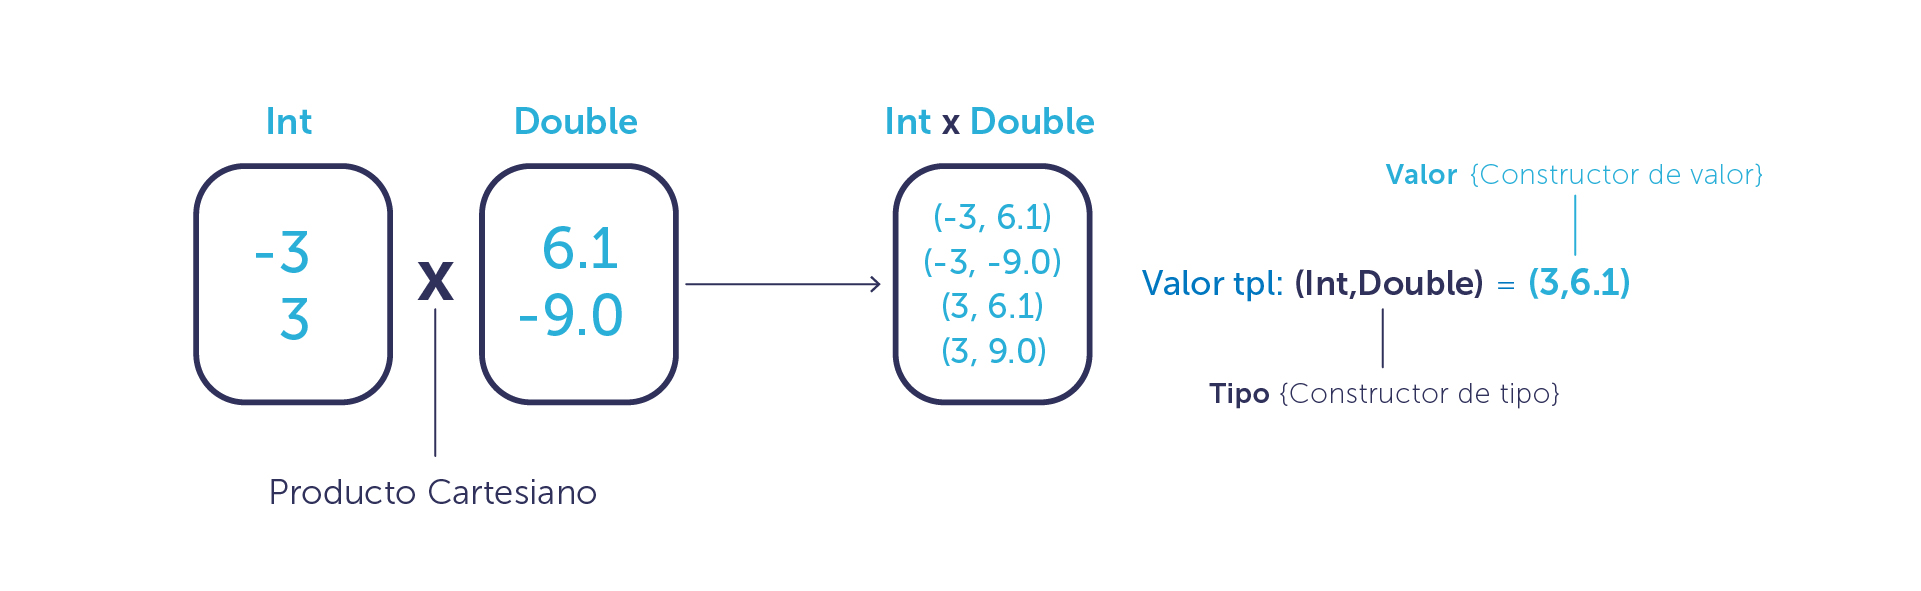 Int
-3
3
x
Double
6.1
-9.0
Producto Cartesiano
Int x Double
(-3, 6.1)
(-3, -9.0)
(3, 6.1)
(3, 9.0)
Valor {Constructor de valor}
Valor tpl: (Int,Double) = (3,6.1)
Tipo {Constructor de tipo}